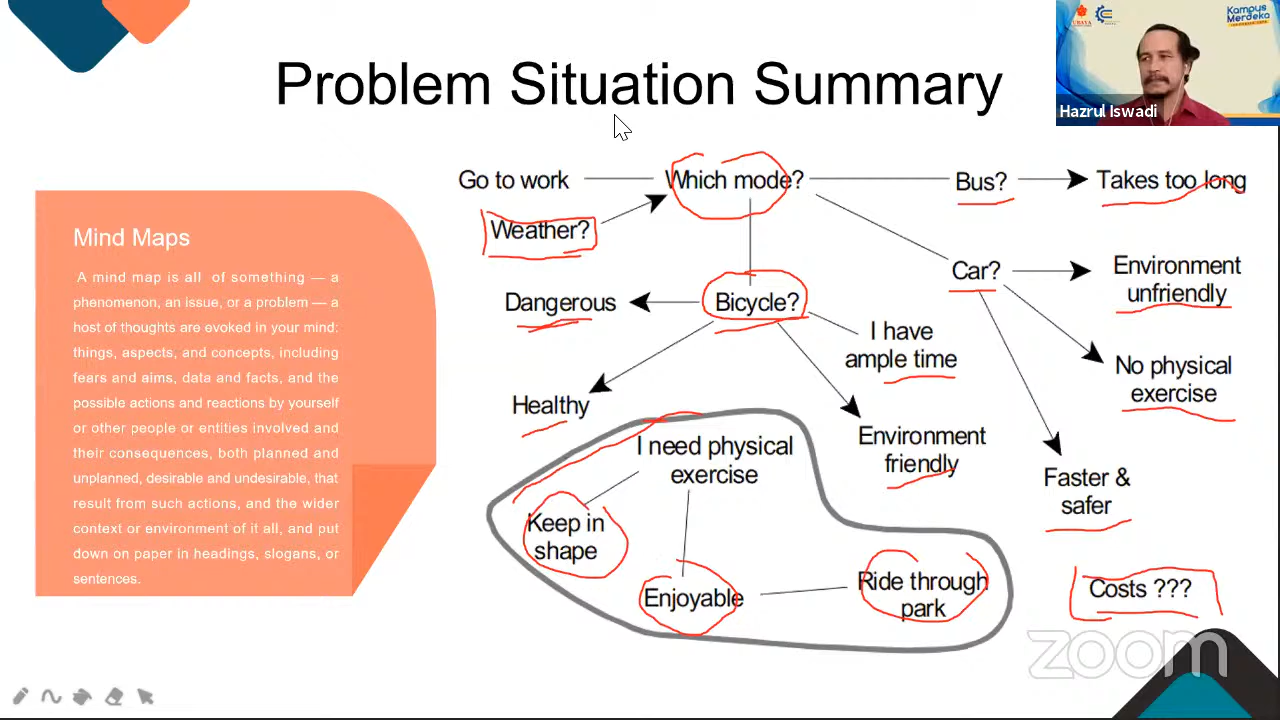 Problem Situation Summary
UBAYA
Kampus
Merdeka
Hazrul Iswadi
Mind Maps
A mind map is all of something — a
phenomenon, an issue, or a problem — a
host of thoughts are evoked in your mind:
things, aspects, and concepts, including
fears and aims, data and facts, and the
possible actions and reactions by yourself
or other people or entities involved and
their consequences, both planned and
unplanned, desirable and undesirable, that
result from such actions, and the wider
context or environment of it all, and put
down on paper in headings, slogans, or
sentences.
Go to work
Which mode?
Bus?
Takes too long
Weather?
Car?
Environment
unfriendly
Dangerous
Bicycle?
I have
ample time
No physical
exercise
Healthy
Environment
friendly
I need physical
exercise
Faster &
safer
Keep in
shape
Enjoyable
Ride through
park
Costs ???
zoom